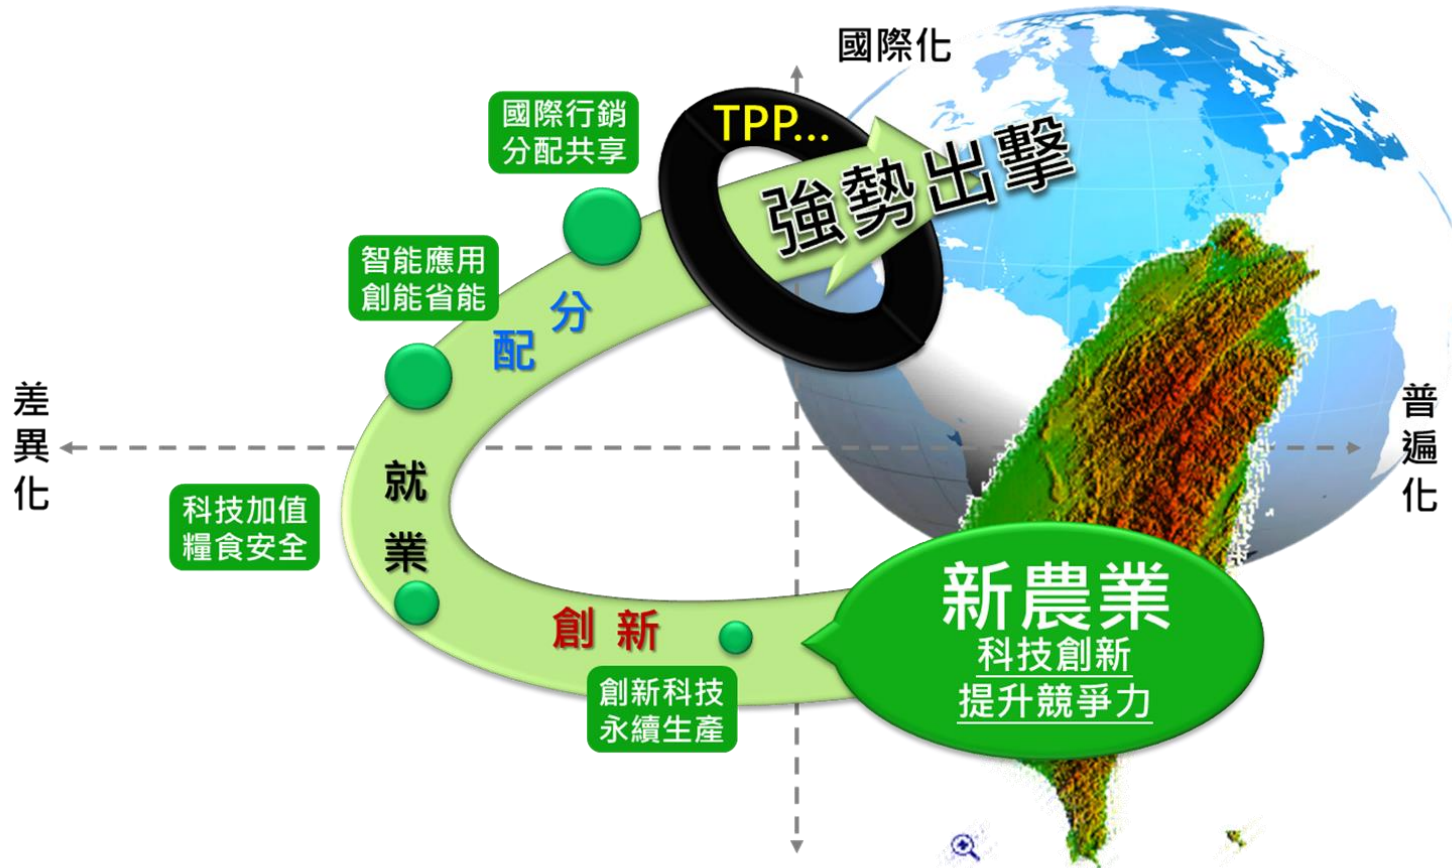 國際化
TPP...
強勢出擊
國際行銷
分配共享
智能應用
創能省能
分配
差異化
普遍化
就業
科技加值
糧食安全
創新
創新科技
永續生產
新農業
科技創新
提升競爭力